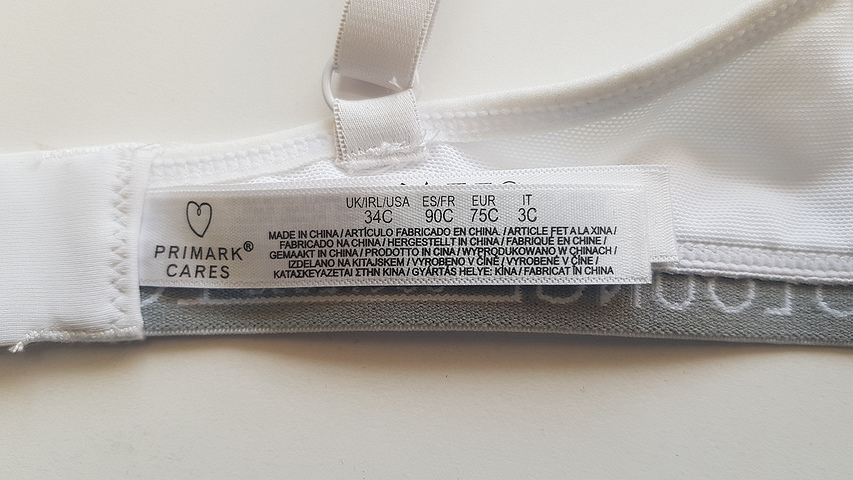 UK/IRL/USA ES/FR EUR IT
34C 90C 75C 3C
PRIMARK®
CARES
MADE IN CHINA / ARTÍCULO FABRICADO EN CHINA. / ARTICLE FET A LA XINA /
FABRICADO NA CHINA / HERGESTELLT IN CHINA / FABRIQUÉ EN CHINE /
GEMAAKT IN CHINA / PRODOTTO IN CINA / WYPRODUKOWANO W CHINACH /
IZDELANO NA KITAJSKEM / VYROBENO V ČÍNĚ / VYROBENÉ V ČÍNE /
ΚΑΤΑΣΚΕΥΑΖΕΤΑΙ ΣΤΗΝ ΚΙΝΑ / GYÁRTÁS HELYE: KÍNA / FABRICAT ÎN CHINA